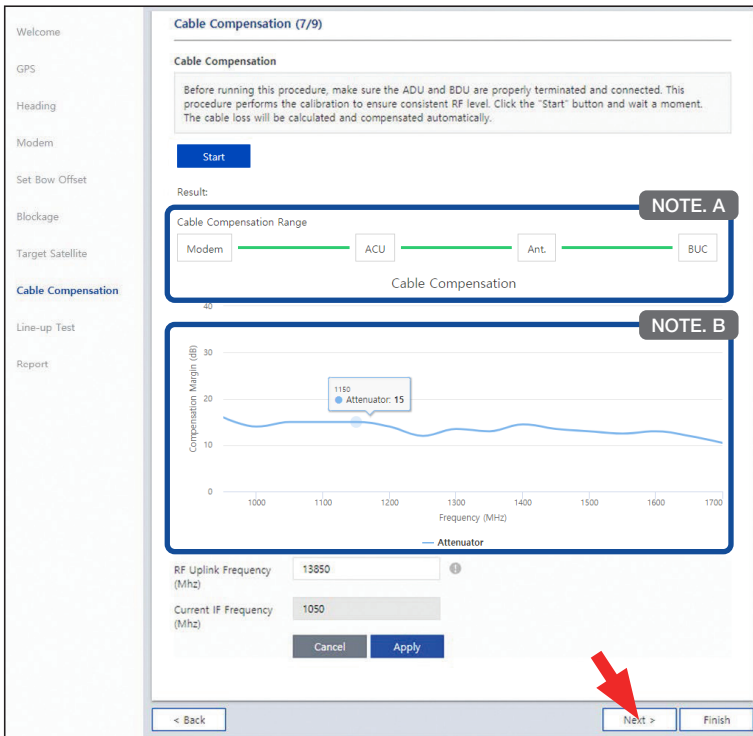 Cable Compensation (7/9)
Welcome
GPS
Heading
Modem
Set Bow Offset
Blockage
Target Satellite
Cable Compensation
Line-up Test
Report
Cable Compensation
Before running this procedure, make sure the ADU and BDU are properly terminated and connected. This
procedure performs the calibration to ensure consistent RF level. Click the "Start" button and wait a moment.
The cable loss will be calculated and compensated automatically.
Start
Result:
NOTE. A
Cable Compensation Range
Modem ACU Ant. BUC
Cable Compensation
NOTE. B
40
30
20
10
0
Compensation Margin (dB)
1150
Attenuator: 15
1000 1100 1200 1300 1400 1500 1600 1700
Frequency (MHz)
Attenuator
RF Uplink Frequency 13850
(Mhz)
Current IF Frequency 1050
(Mhz)
Cancel Apply
< Back Next > Finish